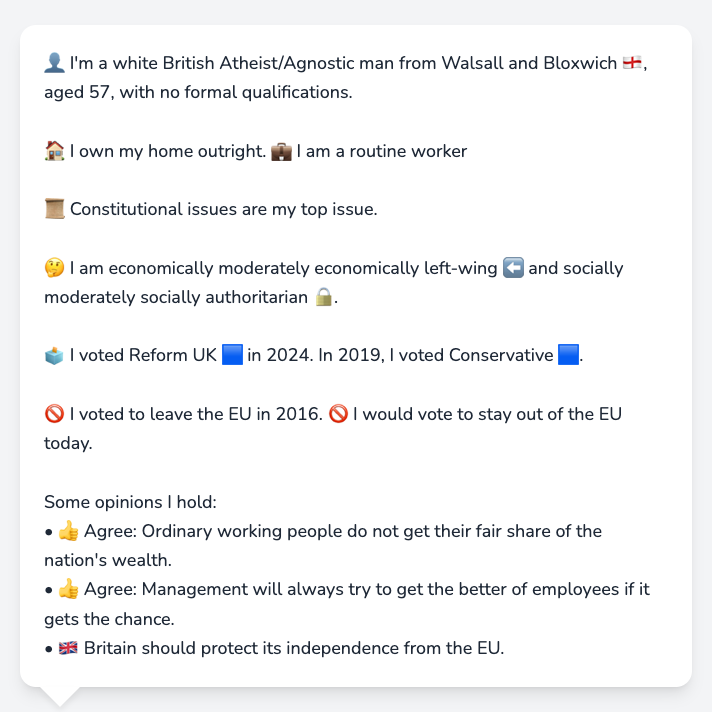 👤 I'm a white British Atheist/Agnostic man from Walsall and Bloxwich 🏴󠁧󠁢󠁥󠁮󠁧󠁿,
aged 57, with no formal qualifications.
🏠 I own my home outright. 💼 I am a routine worker
📜 Constitutional issues are my top issue.
🤔 I am economically moderately economically left-wing ⬅️ and socially
moderately socially authoritarian 🔒.
🗳️ I voted Reform UK 🟦 in 2024. In 2019, I voted Conservative 🟦.
🚫 I voted to leave the EU in 2016. 🚫 I would vote to stay out of the EU
today.
Some opinions I hold:
• 👍 Agree: Ordinary working people do not get their fair share of the
nation's wealth.
• 👍 Agree: Management will always try to get the better of employees if it
gets the chance.
• 🇬🇧 Britain should protect its independence from the EU.